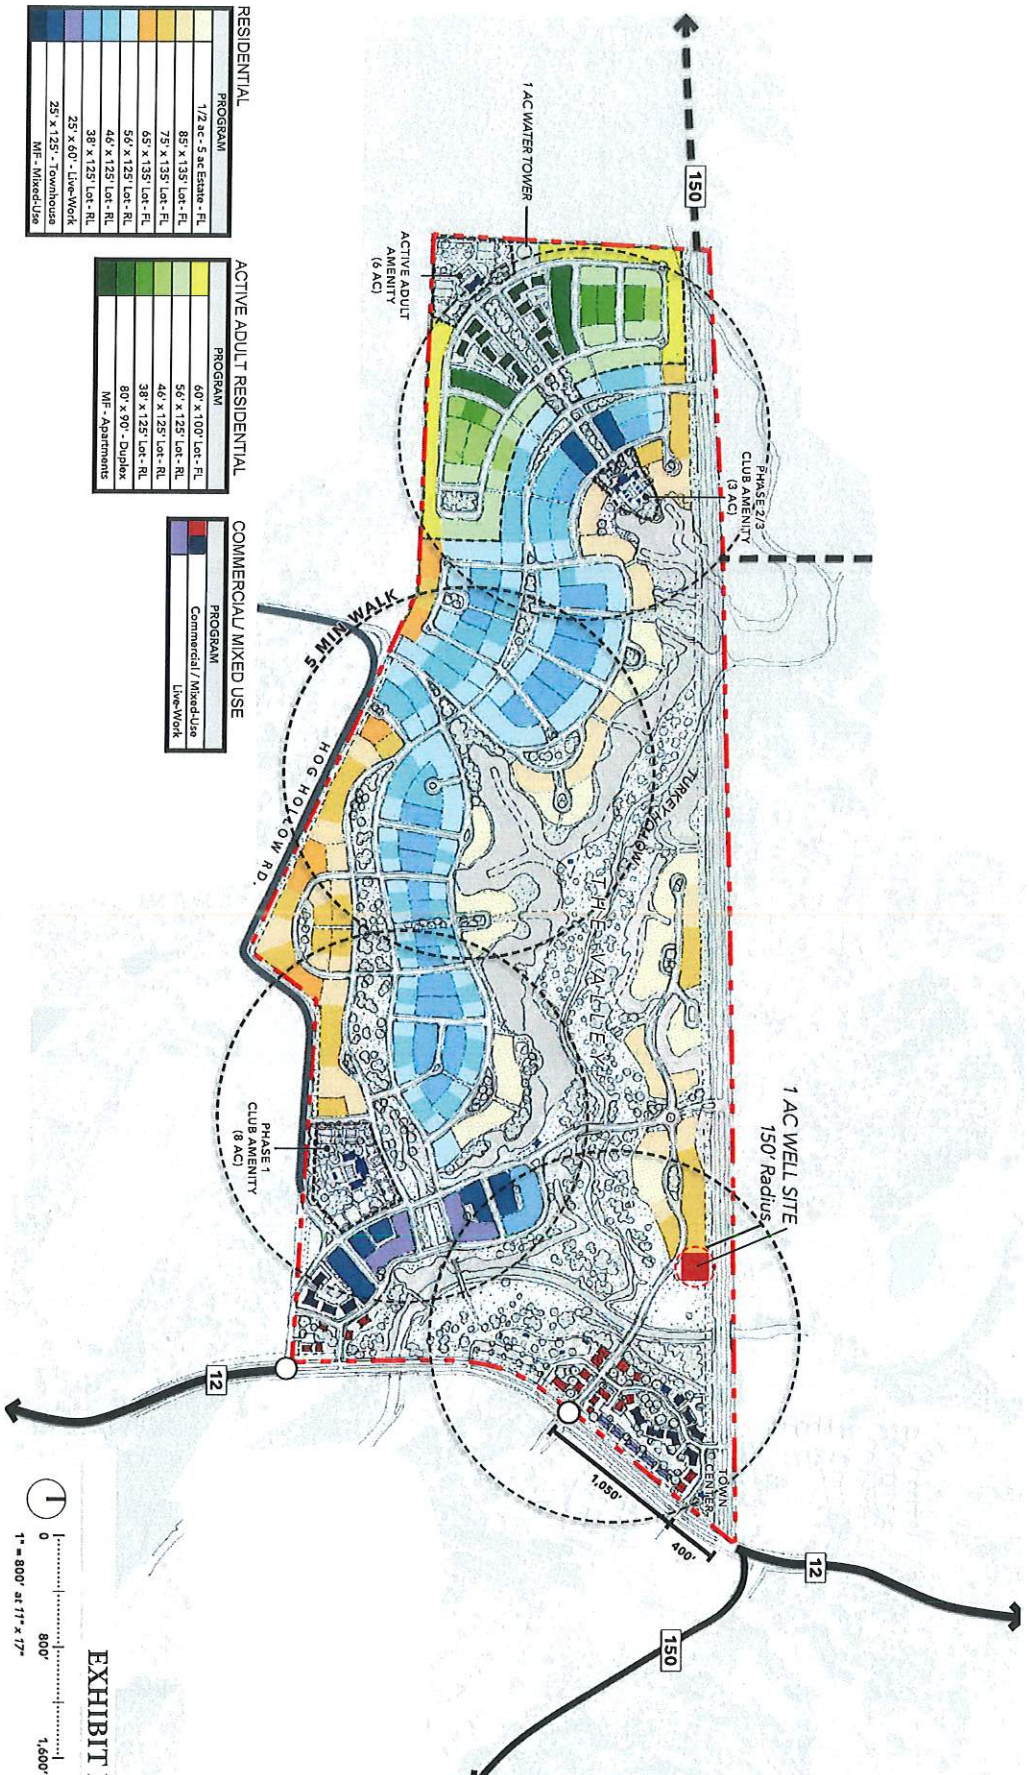 RESIDENTIAL
PROGRAM
1/2 ac - 5 ac Estate - FL
85' x 135' Lot - FL
75' x 135' Lot - FL
65' x 135' Lot - FL
56' x 125' Lot - RL
46' x 125' Lot - RL
38' x 125' Lot - RL
25' x 60' - Live-Work
25' x 125' - Townhouse
MF - Mixed-Use
ACTIVE ADULT RESIDENTIAL
PROGRAM
60' x 100' Lot - FL
56' x 125' Lot - RL
46' x 125' Lot - RL
38' x 125' Lot - RL
80' x 90' - Duplex
MF - Apartments
COMMERCIAL/ MIXED USE
PROGRAM
Commercial / Mixed-Use
Live-Work
150
1 AC WATER TOWER
ACTIVE ADULT
AMENITY
(6 AC)
PHASE 2/3
CLUB AMENITY
(3 AC)
5 MIN WALK
HOG HOLLOW RD.
TURKEY HOLLOW
THE VALLEY
PHASE 1
CLUB AMENITY
(8 AC)
1 AC WELL SITE
150' Radius
TOWN
CENTER
1,050'
400'
12
12
150
0
800'
1,600'
1" = 800' at 11" x 17"
EXHIBIT